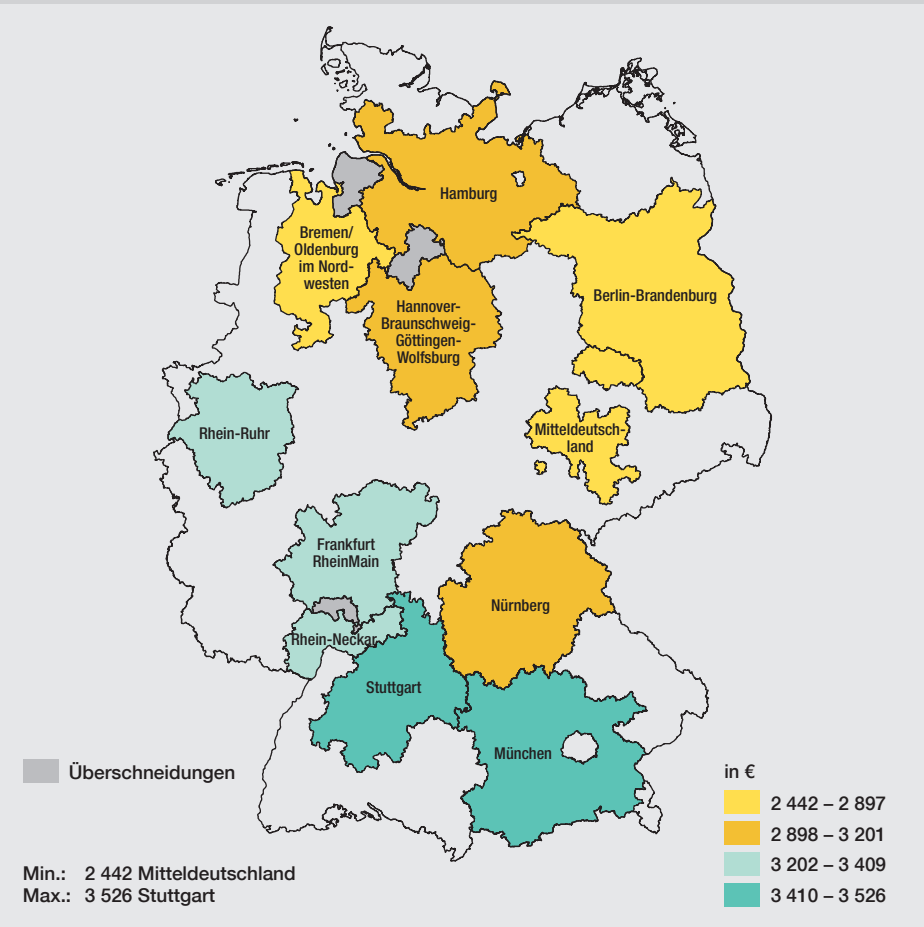 Hamburg
Bremen/
Oldenburg
im Nord-
westen
Berlin-Brandenburg
Hannover-
Braunschweig-
Göttingen-
Wolfsburg
Rhein-Ruhr
Mitteldeutsch-
land
Frankfurt
RheinMain
Nürnberg
Rhein-Neckar
Stuttgart
München
Überschneidungen
in €
2 442 – 2 897
2 898 – 3 201
3 202 – 3 409
3 410 – 3 526
Min.: 2 442 Mitteldeutschland
Max.: 3 526 Stuttgart